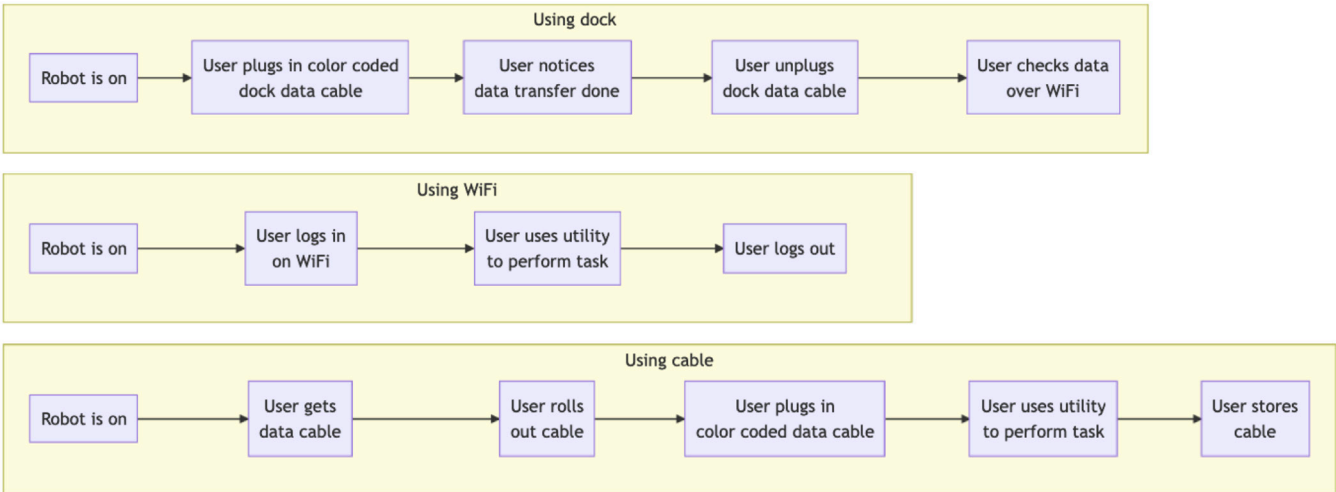 Using dock
Robot is on
User plugs in color coded
dock data cable
User notices
data transfer done
User unplugs
dock data cable
User checks data
over WiFi
Using WiFi
Robot is on
User logs in
on WiFi
User uses utility
to perform task
User logs out
Using cable
Robot is on
User gets
data cable
User rolls
out cable
User plugs in
color coded data cable
User uses utility
to perform task
User stores
cable